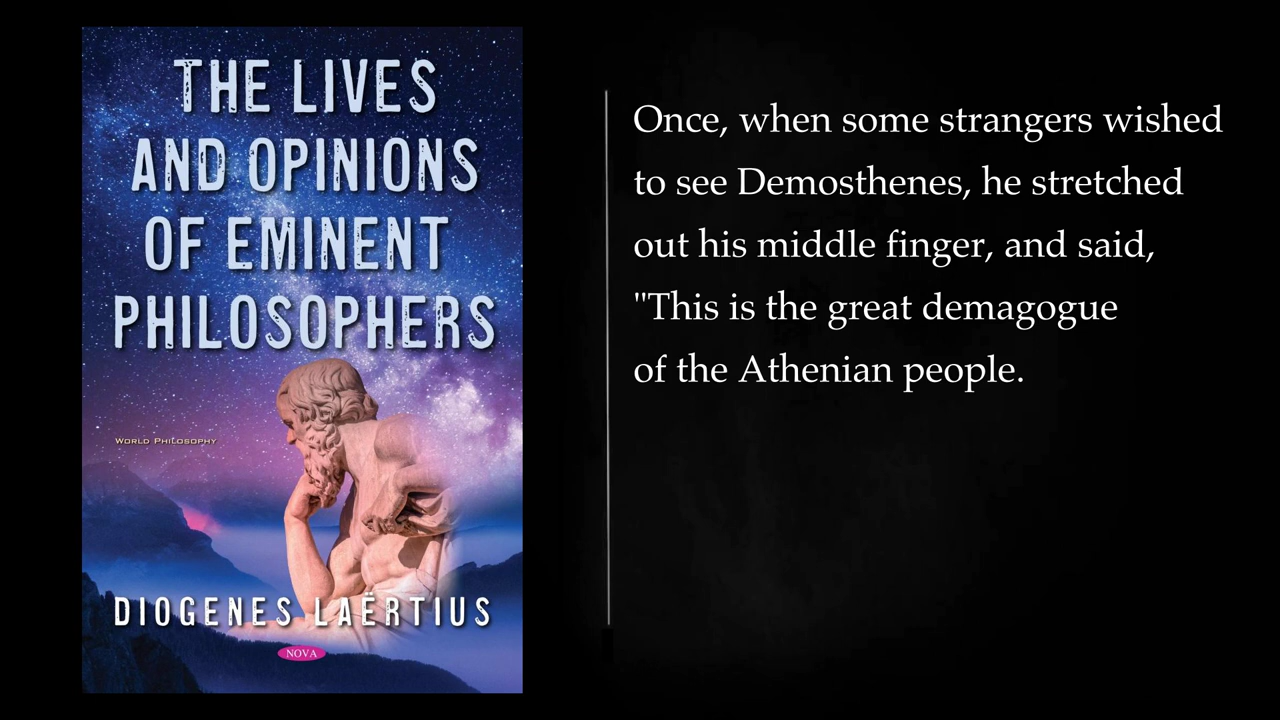 THE LIVES
AND OPINIONS
OF EMINENT
PHILOSOPHERS
WORLD PHILOSOPHY
DIOGENES LAËRTIUS
NOVA
Once, when some strangers wished
to see Demosthenes, he stretched
out his middle finger, and said,
"This is the great demagogue
of the Athenian people.